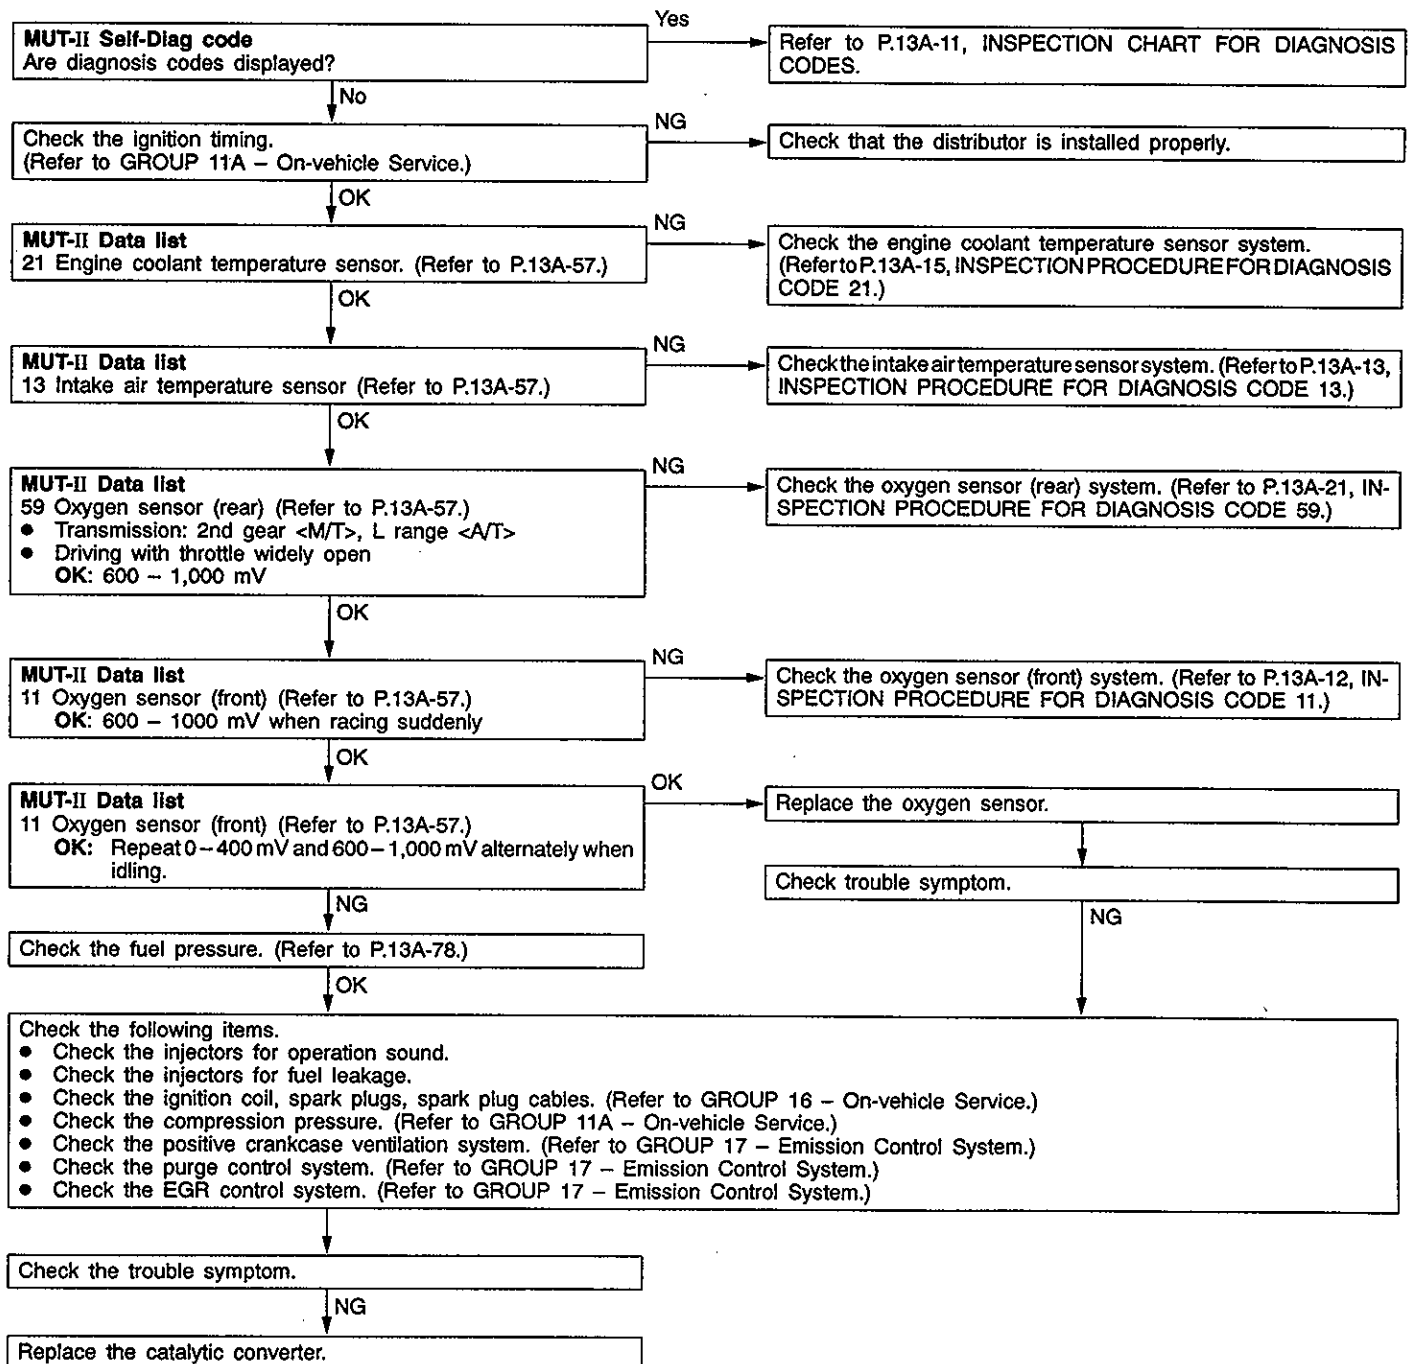 MUT-II Self-Diag code
Are diagnosis codes displayed?
Yes
Refer to P.13A-11, INSPECTION CHART FOR DIAGNOSIS
CODES.
No
Check the ignition timing.
(Refer to GROUP 11A – On-vehicle Service.)
NG
Check that the distributor is installed properly.
OK
MUT-II Data list
21 Engine coolant temperature sensor. (Refer to P.13A-57.)
NG
Check the engine coolant temperature sensor system.
(Refer to P.13A-15, INSPECTION PROCEDURE FOR DIAGNOSIS
CODE 21.)
OK
MUT-II Data list
13 Intake air temperature sensor (Refer to P.13A-57.)
NG
Check the intake air temperature sensor system. (Refer to P.13A-13,
INSPECTION PROCEDURE FOR DIAGNOSIS CODE 13.)
OK
MUT-II Data list
59 Oxygen sensor (rear) (Refer to P.13A-57.)
● Transmission: 2nd gear <M/T>, L range <A/T>
● Driving with throttle widely open
OK: 600 – 1,000 mV
NG
Check the oxygen sensor (rear) system. (Refer to P.13A-21, IN-
SPECTION PROCEDURE FOR DIAGNOSIS CODE 59.)
OK
MUT-II Data list
11 Oxygen sensor (front) (Refer to P.13A-57.)
OK: 600 – 1000 mV when racing suddenly
NG
Check the oxygen sensor (front) system. (Refer to P.13A-12, IN-
SPECTION PROCEDURE FOR DIAGNOSIS CODE 11.)
OK
MUT-II Data list
11 Oxygen sensor (front) (Refer to P.13A-57.)
OK: Repeat 0 – 400 mV and 600 – 1,000 mV alternately when
idling.
OK
Replace the oxygen sensor.
Check trouble symptom.
NG
NG
Check the fuel pressure. (Refer to P.13A-78.)
OK
Check the following items.
● Check the injectors for operation sound.
● Check the injectors for fuel leakage.
● Check the ignition coil, spark plugs, spark plug cables. (Refer to GROUP 16 – On-vehicle Service.)
● Check the compression pressure. (Refer to GROUP 11A – On-vehicle Service.)
● Check the positive crankcase ventilation system. (Refer to GROUP 17 – Emission Control System.)
● Check the purge control system. (Refer to GROUP 17 – Emission Control System.)
● Check the EGR control system. (Refer to GROUP 17 – Emission Control System.)
Check the trouble symptom.
NG
Replace the catalytic converter.